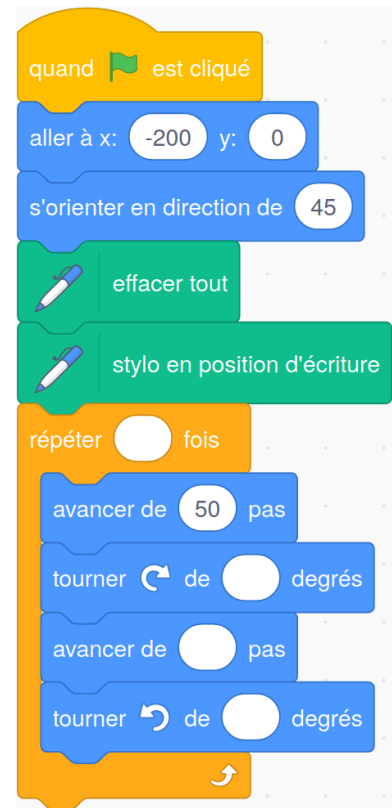 quand est cliqué
aller à x: -200 y: 0
s'orienter en direction de 45
effacer tout
stylo en position d'écriture
répéter fois
avancer de 50 pas
tourner de degrés
avancer de pas
tourner de degrés